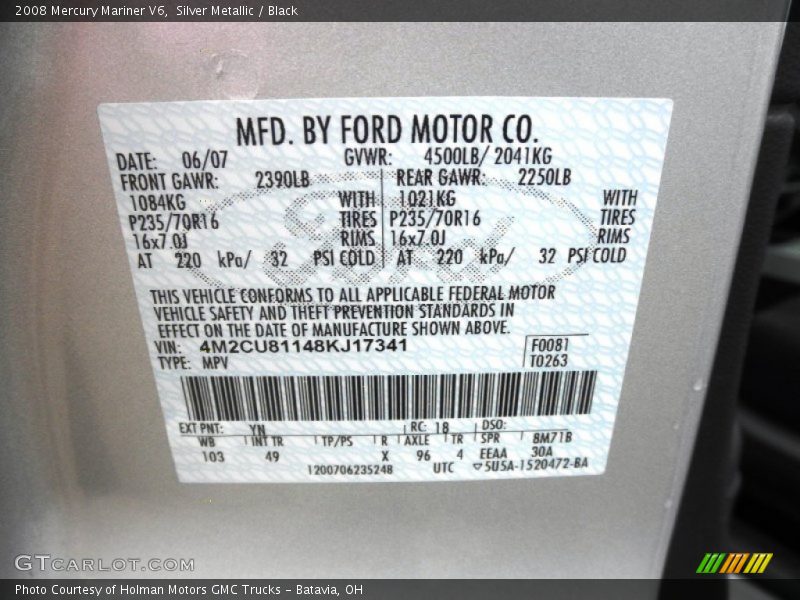 2008 Mercury Mariner V6, Silver Metallic / Black
MFD. BY FORD MOTOR CO.
DATE: 06/07 GVWR: 4500LB/ 2041KG
FRONT GAWR: 2390LB REAR GAWR: 2250LB
1084KG WITH 1021KG WITH
P235/70R16 TIRES P235/70R16 TIRES
16x7.0J RIMS 16x7.0J RIMS
AT 220 kPa/ 32 PSI COLD AT 220 kPa/ 32 PSI COLD
Ford
THIS VEHICLE CONFORMS TO ALL APPLICABLE FEDERAL MOTOR
VEHICLE SAFETY AND THEFT PREVENTION STANDARDS IN
EFFECT ON THE DATE OF MANUFACTURE SHOWN ABOVE.
VIN: 4M2CU81148KJ17341 F0081
TYPE: MPV T0263
EXT PNT: YN RC: 18 DSO:
WB INT TR TP/PS R AXLE TR SPR 8M71B
103 49 X 96 4 EEAA 30A
1200706235248 UTC ▽5U5A-1520472-BA
GTCARLOT.COM
Photo Courtesy of Holman Motors GMC Trucks - Batavia, OH